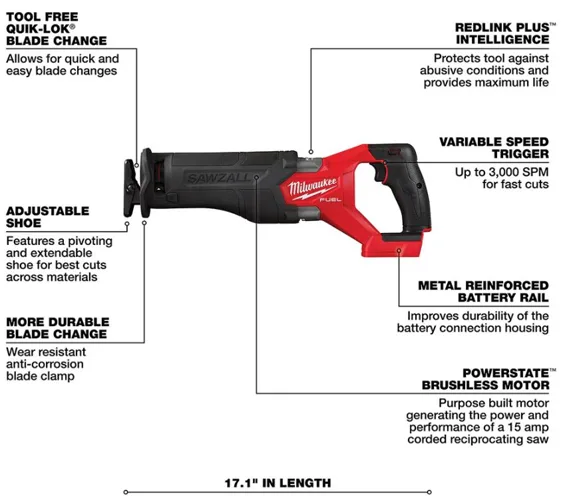 TOOL FREE
QUIK-LOK®
BLADE CHANGE
Allows for quick and
easy blade changes
REDLINK PLUS™
INTELLIGENCE
Protects tool against
abusive conditions and
provides maximum life
VARIABLE SPEED
TRIGGER
Up to 3,000 SPM
for fast cuts
SAWZALL
Milwaukee
FUEL
ADJUSTABLE
SHOE
Features a pivoting
and extendable
shoe for best cuts
across materials
METAL REINFORCED
BATTERY RAIL
Improves durability of the
battery connection housing
MORE DURABLE
BLADE CHANGE
Wear resistant
anti-corrosion
blade clamp
POWERSTATE™
BRUSHLESS MOTOR
Purpose built motor
generating the power and
performance of a 15 amp
corded reciprocating saw
17.1" IN LENGTH